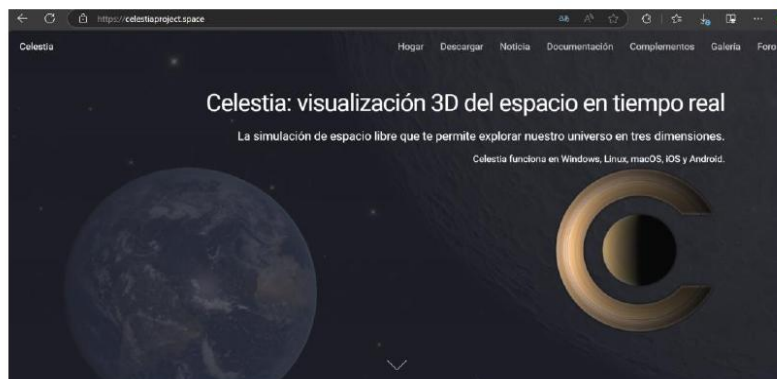 https://celestiaproject.space
Celestia
Hogar Descargar Noticia Documentación Complementos Galería Foro
Celestia: visualización 3D del espacio en tiempo real
La simulación de espacio libre que te permite explorar nuestro universo en tres dimensiones.
Celestia funciona en Windows, Linux, macOS, iOS y Android.